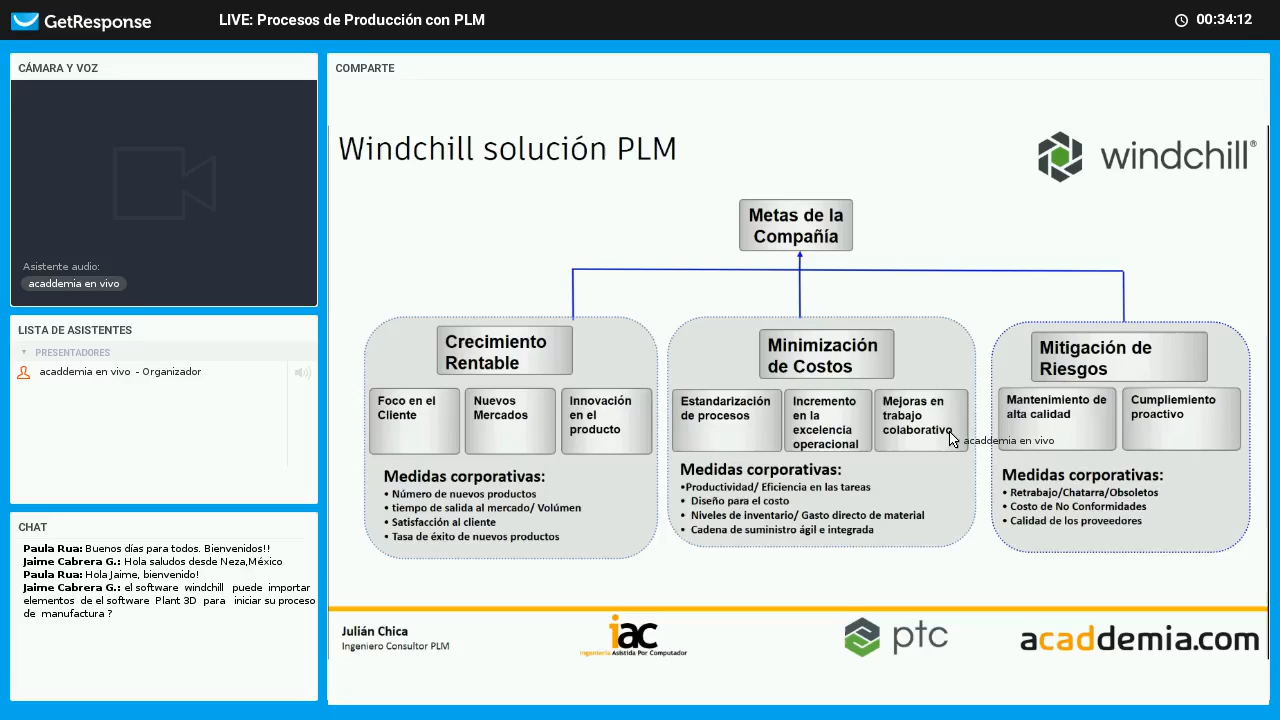 GetResponse
LIVE: Procesos de Producción con PLM
00:34:12
CÁMARA Y VOZ
Asistente audio:
acaddemia en vivo
LISTA DE ASISTENTES
PRESENTADORES
acaddemia en vivo - Organizador
CHAT
Paula Rua: Buenos días para todos. Bienvenidos!!
Jaime Cabrera G.: Hola saludos desde Neza,México
Paula Rua: Hola Jaime, bienvenido!
Jaime Cabrera G.: el software windchill puede importar
elementos de el software Plant 3D para iniciar su proceso
de manufactura ?
COMPARTE
Windchill solución PLM
windchill®
Metas de la
Compañía
Crecimiento
Rentable
Foco en el
Cliente
Nuevos
Mercados
Innovación
en el
producto
Medidas corporativas:
• Número de nuevos productos
• tiempo de salida al mercado/ Volúmen
• Satisfacción al cliente
• Tasa de éxito de nuevos productos
Minimización
de Costos
Estandarización
de procesos
Incremento
en la
excelencia
operacional
Mejoras en
trabajo
colaborativo
acaddemia en vivo
Medidas corporativas:
•Productividad/ Eficiencia en las tareas
• Diseño para el costo
• Niveles de inventario/ Gasto directo de material
• Cadena de suministro ágil e integrada
Mitigación de
Riesgos
Mantenimiento de
alta calidad
Cumpliemiento
proactivo
Medidas corporativas:
• Retrabajo/Chatarra/Obsoletos
• Costo de No Conformidades
• Calidad de los proveedores
Julián Chica
Ingeniero Consultor PLM
iac
Ingeniería Asistida Por Computador
ptc
acaddemia.com